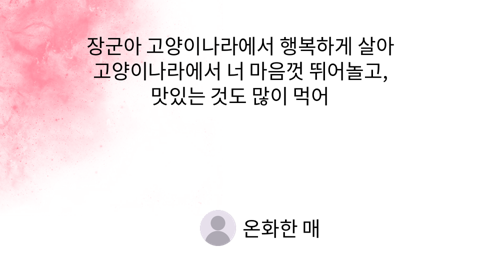 장군아 고양이나라에서 행복하게 살아
고양이나라에서 너 마음껏 뛰어놀고,
맛있는 것도 많이 먹어
온화한 매